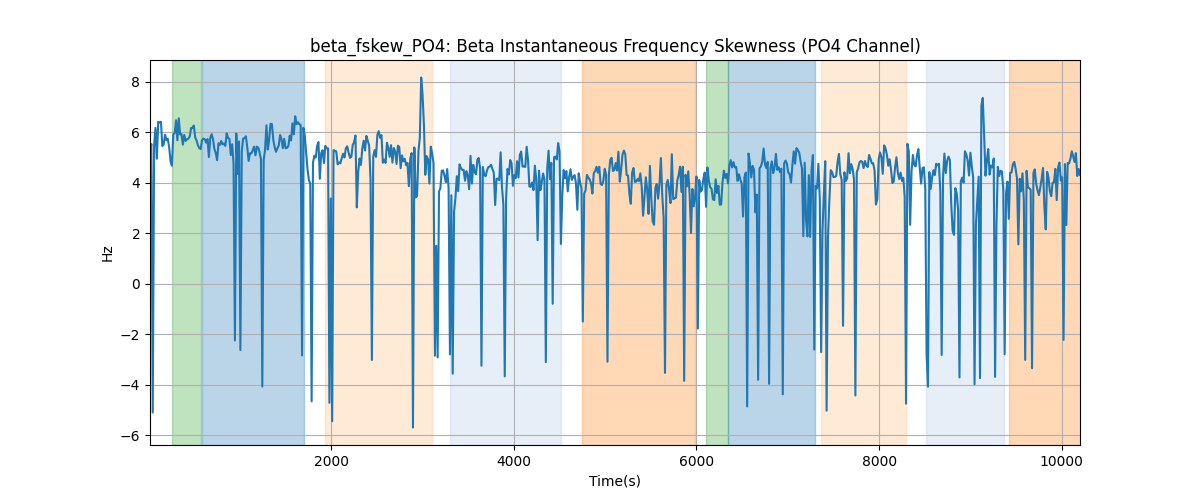 beta_fskew_PO4: Beta Instantaneous Frequency Skewness (PO4 Channel)
8
6
4
2
0
−2
−4
−6
Hz
2000 4000 6000 8000 10000
Time(s)